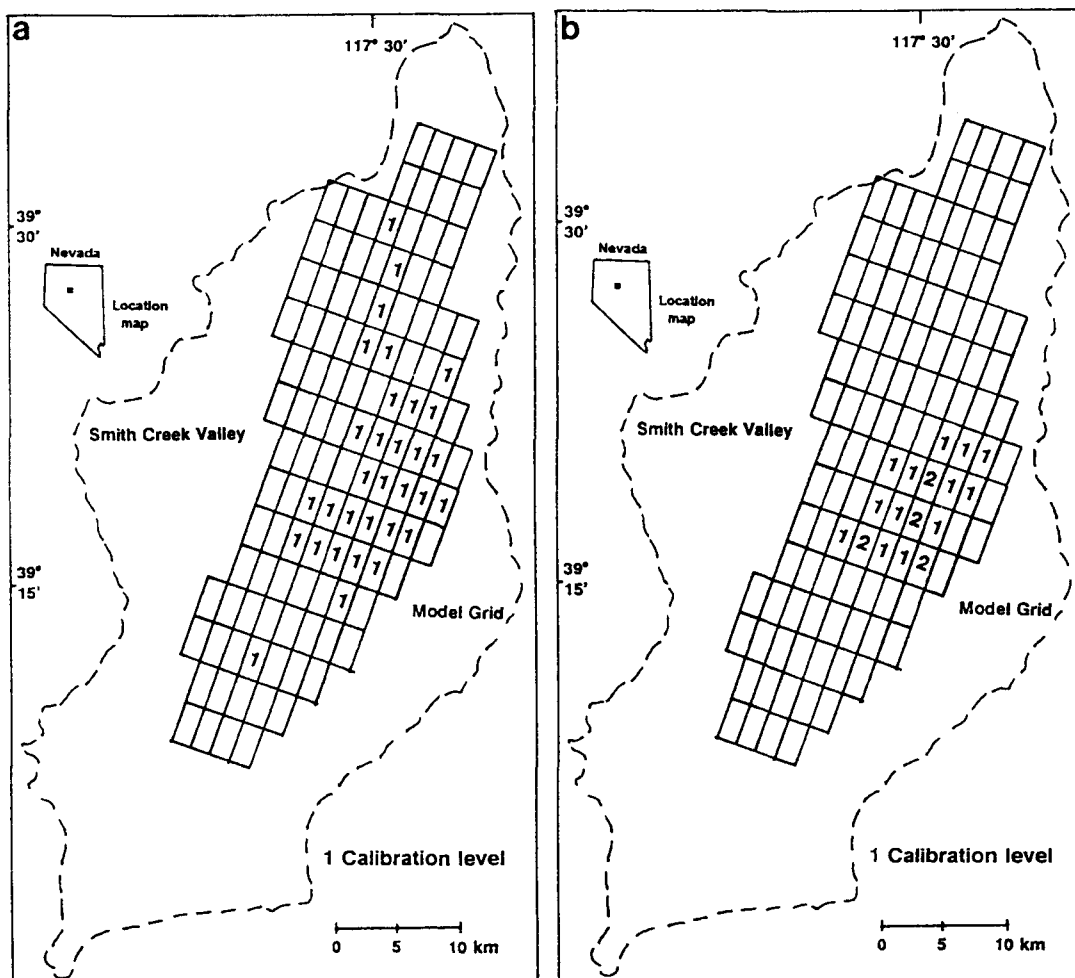 a
117° 30'
39°
30'
Nevada
Location
map
1
1
1
1 1
1
1 1 1
1 1 1 1 1
1 1 1 1 1
1 1 1 1 1 1
1 1 1 1 1
1
1
Smith Creek Valley
39°
15'
Model Grid
1 Calibration level
0 5 10 km
b
117° 30'
39°
30'
Nevada
Location
map
Smith Creek Valley
1 1 1
1 1 2 1 1
1 1 2 1
1 2 1 1 2
39°
15'
Model Grid
1 Calibration level
0 5 10 km